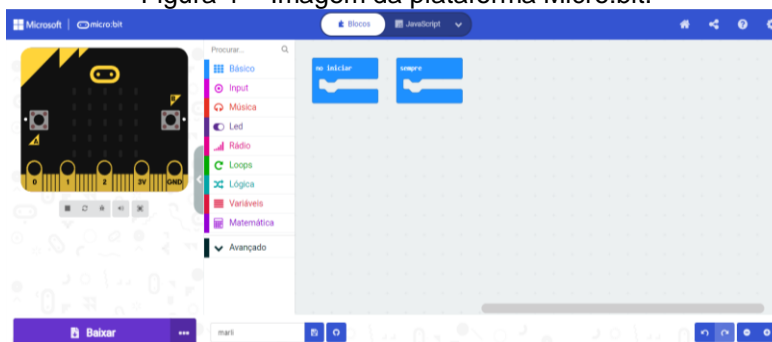 Figura 4 – Imagem da plataforma Micro:bit.
Microsoft
micro:bit
Blocos
JavaScript
Procurar...
Básico
Input
Música
Led
Rádio
Loops
Lógica
Variáveis
Matemática
Avançado
no iniciar
sempre
B
A
0
1
2
3V
GND
Baixar
marli